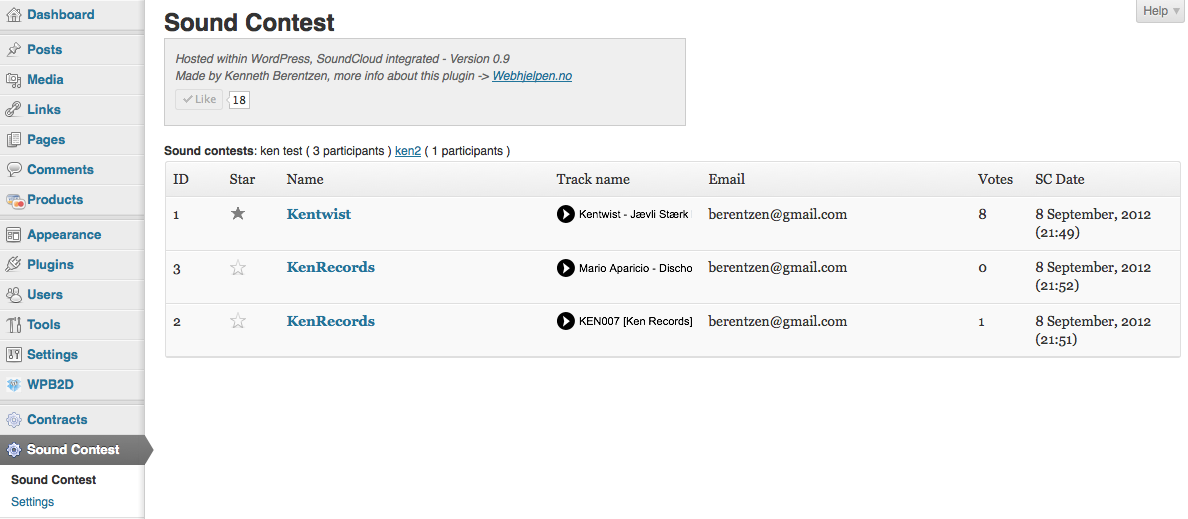 Dashboard
Posts
Media
Links
Pages
Comments
Products
Appearance
Plugins
Users
Tools
Settings
WPB2D
Contracts
Sound Contest
Sound Contest
Settings
Help
Sound Contest
Hosted within WordPress, SoundCloud integrated - Version 0.9
Made by Kenneth Berentzen, more info about this plugin -> Webhjelpen.no
Like 18
Sound contests: ken test ( 3 participants ) ken2 ( 1 participants )
ID Star Name Track name Email Votes SC Date
1 Kentwist Kentwist - Jævli Stærk berentzen@gmail.com 8 8 September, 2012
(21:49)
3 KenRecords Mario Aparicio - Discho berentzen@gmail.com 0 8 September, 2012
(21:52)
2 KenRecords KEN007 [Ken Records] berentzen@gmail.com 1 8 September, 2012
(21:51)